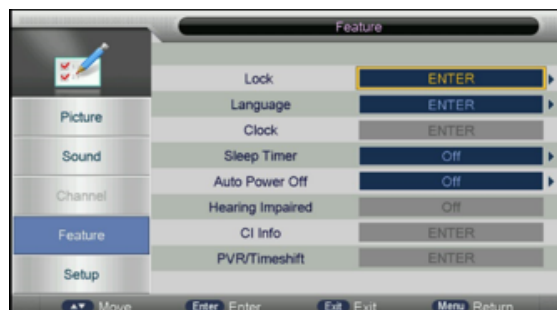 Feature
Lock ENTER
Language ENTER
Picture
Clock ENTER
Sound
Sleep Timer Off
Auto Power Off Off
Channel
Hearing Impaired Off
Feature
CI Info ENTER
PVR/Timeshift ENTER
Setup
Move Enter Enter Exit Exit Menu Return